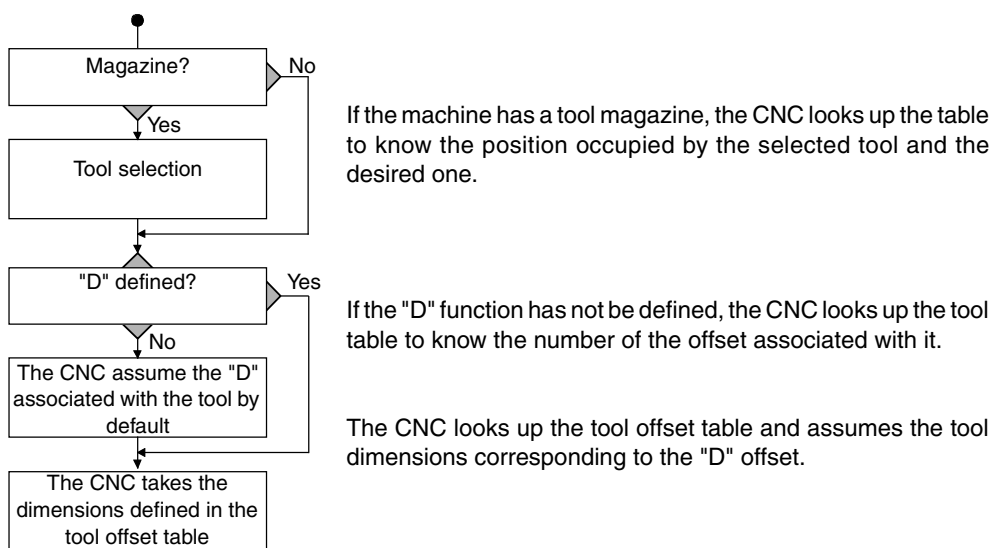 Magazine?
No
Yes
Tool selection
If the machine has a tool magazine, the CNC looks up the table
to know the position occupied by the selected tool and the
desired one.
"D" defined?
Yes
No
The CNC assume the "D"
associated with the tool by
default
If the "D" function has not be defined, the CNC looks up the tool
table to know the number of the offset associated with it.
The CNC takes the
dimensions defined in the
tool offset table
The CNC looks up the tool offset table and assumes the tool
dimensions corresponding to the "D" offset.